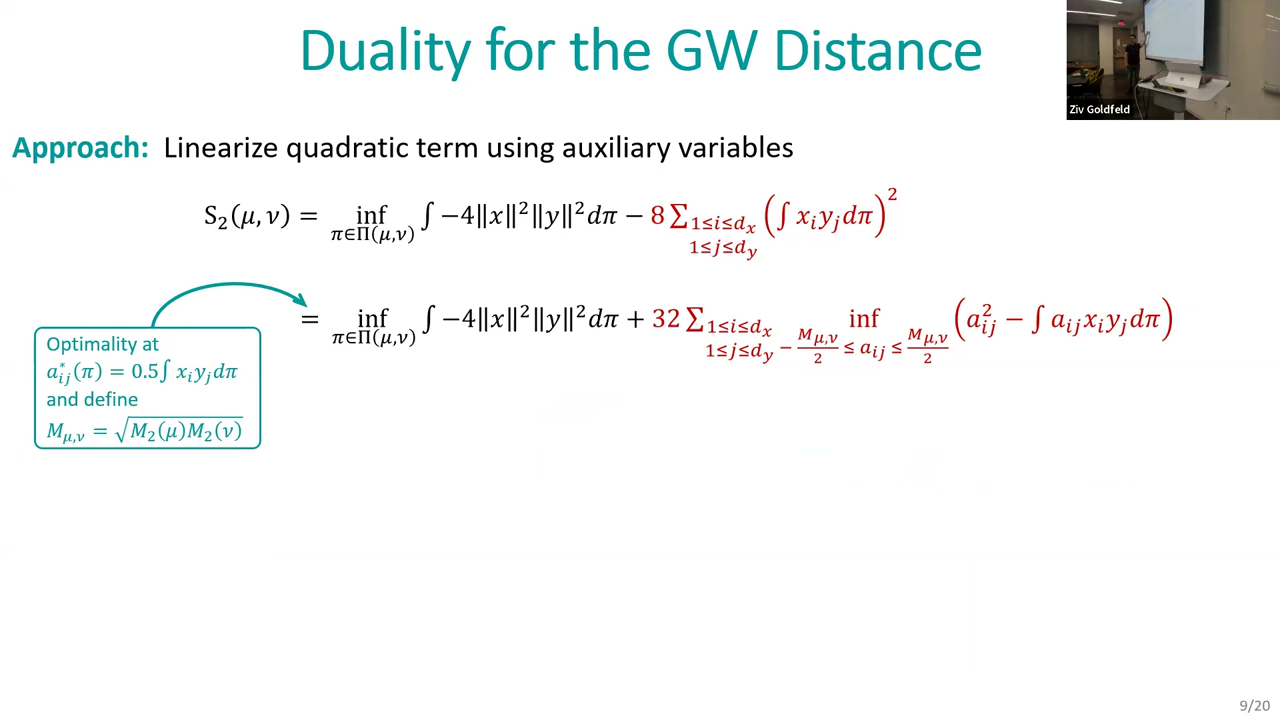 Duality for the GW Distance
Ziv Goldfeld
Approach: Linearize quadratic term using auxiliary variables
S₂(μ, ν) = inf_{π∈Π(μ,ν)} ∫ −4‖x‖²‖y‖²dπ − 8 ∑_{1≤i≤d_x, 1≤j≤d_y} (∫ x_i y_j dπ)²
= inf_{π∈Π(μ,ν)} ∫ −4‖x‖²‖y‖²dπ + 32 ∑_{1≤i≤d_x, 1≤j≤d_y} inf_{−M_{μ,ν}/2 ≤ a_{ij} ≤ M_{μ,ν}/2} (a_{ij}² − ∫ a_{ij} x_i y_j dπ)
Optimality at
a*_{ij}(π) = 0.5∫ x_i y_j dπ
and define
M_{μ,ν} = √(M₂(μ)M₂(ν))
9/20